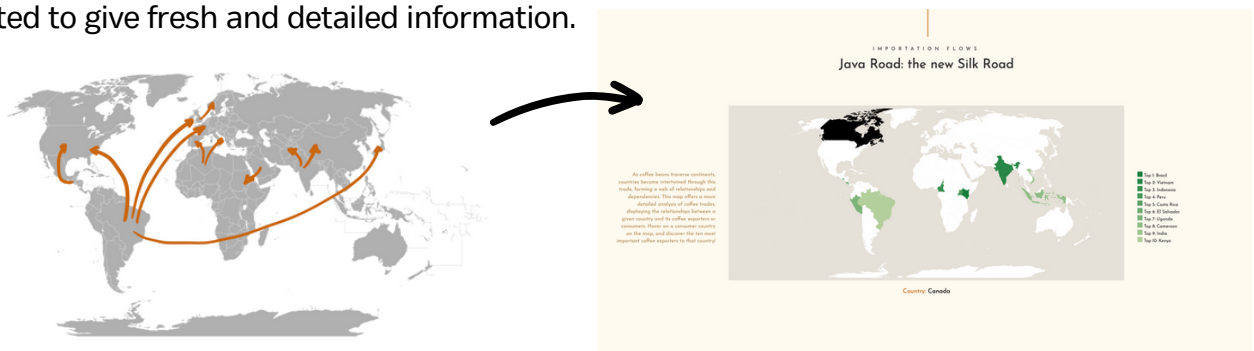 ted to give fresh and detailed information.
IMPORTATION FLOWS
Java Road: the new Silk Road
As coffee beans traverse continents,
countries become intertwined through this
trade, forming a web of relationships and
dependencies. This map offers a more
detailed analysis of coffee trades,
displaying the relationships between a
given country and its coffee exporters or
consumers. Hover on a consumer country
on the map, and discover the ten most
important coffee exporters to that country!
Top 1: Brazil
Top 2: Vietnam
Top 3: Indonesia
Top 4: Peru
Top 5: Costa Rica
Top 6: El Salvador
Top 7: Uganda
Top 8: Cameroon
Top 9: India
Top 10: Kenya
Country: Canada